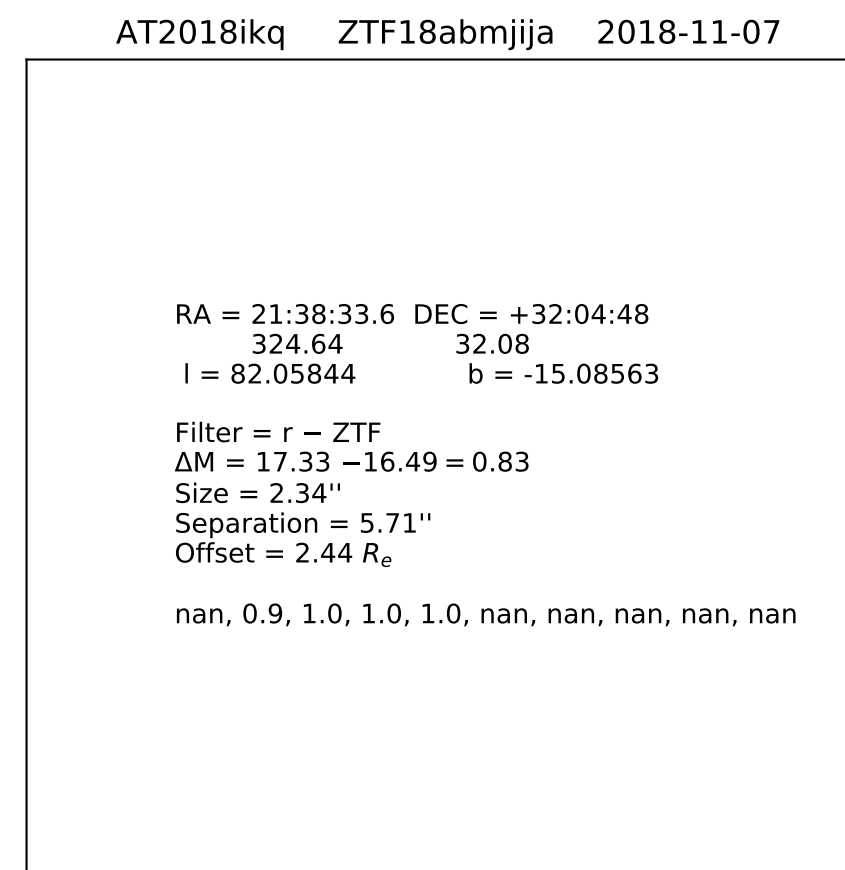 AT2018ikq ZTF18abmjija 2018-11-07
RA = 21:38:33.6 DEC = +32:04:48
324.64 32.08
l = 82.05844 b = -15.08563
Filter = r − ZTF
ΔM = 17.33 −16.49 = 0.83
Size = 2.34''
Separation = 5.71''
Offset = 2.44 Rₑ
nan, 0.9, 1.0, 1.0, 1.0, nan, nan, nan, nan, nan